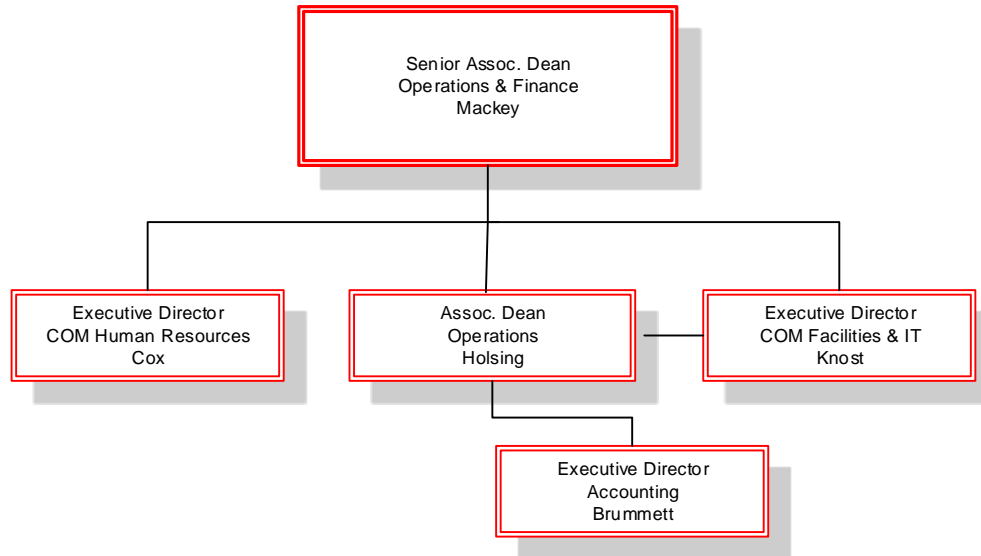 Senior Assoc. Dean
Operations & Finance
Mackey
Executive Director
COM Human Resources
Cox
Assoc. Dean
Operations
Holsing
Executive Director
COM Facilities & IT
Knost
Executive Director
Accounting
Brummett